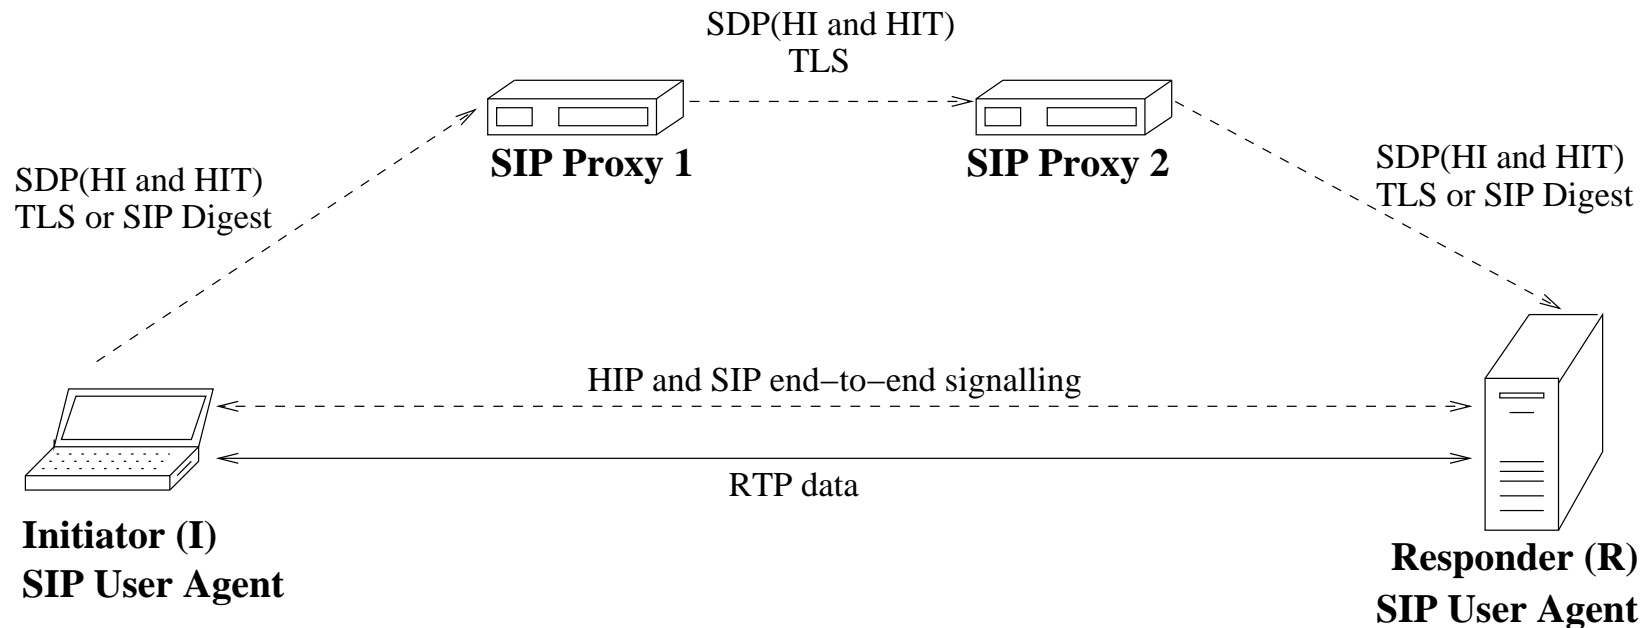 SDP(HI and HIT)
TLS
SIP Proxy 1
SIP Proxy 2
SDP(HI and HIT)
TLS or SIP Digest
SDP(HI and HIT)
TLS or SIP Digest
HIP and SIP end–to–end signalling
RTP data
Initiator (I)
SIP User Agent
Responder (R)
SIP User Agent